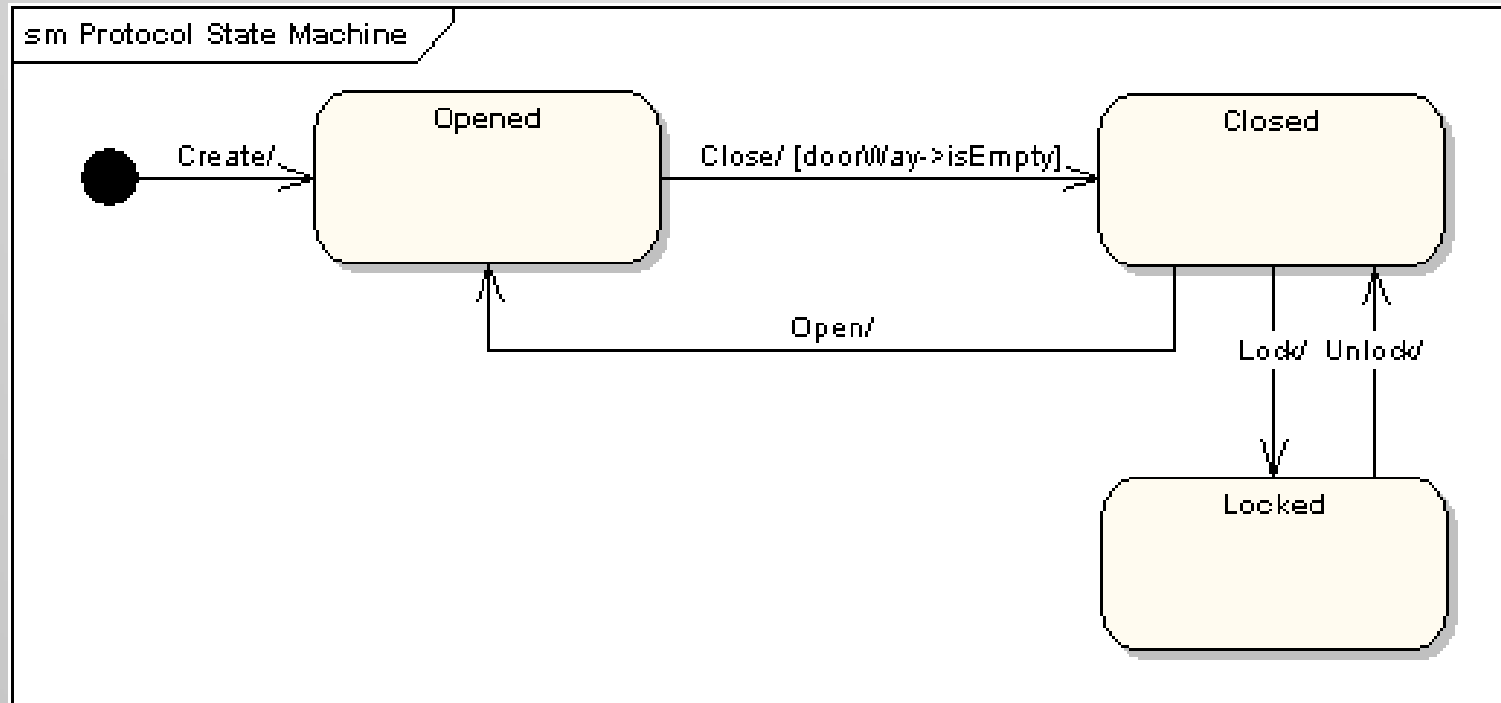 sm Protocol State Machine
Opened
Closed
Create/
Close/ [doorWay->isEmpty]
Open/
Lock/
Unlock/
Locked